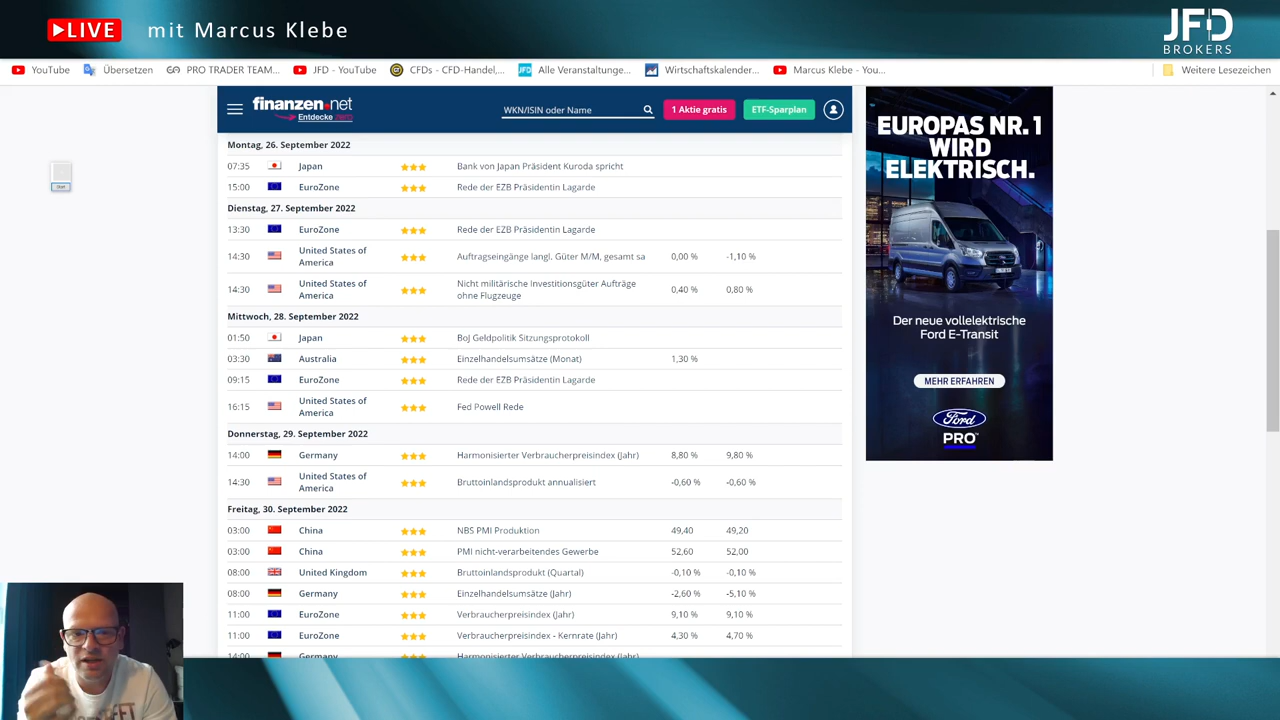 LIVE mit Marcus Klebe
JFD
BROKERS
YouTube Übersetzen PRO TRADER TEAM... JFD - YouTube CFDs - CFD-Handel,... Alle Veranstaltunge... Wirtschaftskalender... Marcus Klebe - You... Weitere Lesezeichen
finanzen.net
Entdecke zero
WKN/ISIN oder Name
1 Aktie gratis
ETF-Sparplan
Montag, 26. September 2022
07:35 Japan Bank von Japan Präsident Kuroda spricht
15:00 EuroZone Rede der EZB Präsidentin Lagarde
Dienstag, 27. September 2022
13:30 EuroZone Rede der EZB Präsidentin Lagarde
14:30 United States of
America Auftragseingänge langl. Güter M/M, gesamt sa 0,00 % -1,10 %
14:30 United States of
America Nicht militärische Investitionsgüter Aufträge
ohne Flugzeuge 0,40 % 0,80 %
Mittwoch, 28. September 2022
01:50 Japan BoJ Geldpolitik Sitzungsprotokoll
03:30 Australia Einzelhandelsumsätze (Monat) 1,30 %
09:15 EuroZone Rede der EZB Präsidentin Lagarde
16:15 United States of
America Fed Powell Rede
Donnerstag, 29. September 2022
14:00 Germany Harmonisierter Verbraucherpreisindex (Jahr) 8,80 % 9,80 %
14:30 United States of
America Bruttoinlandsprodukt annualisiert -0,60 % -0,60 %
Freitag, 30. September 2022
03:00 China NBS PMI Produktion 49,40 49,20
03:00 China PMI nicht-verarbeitendes Gewerbe 52,60 52,00
08:00 United Kingdom Bruttoinlandsprodukt (Quartal) -0,10 % -0,10 %
08:00 Germany Einzelhandelsumsätze (Jahr) -2,60 % -5,10 %
11:00 EuroZone Verbraucherpreisindex (Jahr) 9,10 % 9,10 %
11:00 EuroZone Verbraucherpreisindex - Kernrate (Jahr) 4,30 % 4,70 %
14:00 Germany Harmonisierter Verbraucherpreisindex (Jahr)
EUROPAS NR.1
WIRD
ELEKTRISCH.
Der neue vollelektrische
Ford E-Transit
MEHR ERFAHREN
Ford
PRO